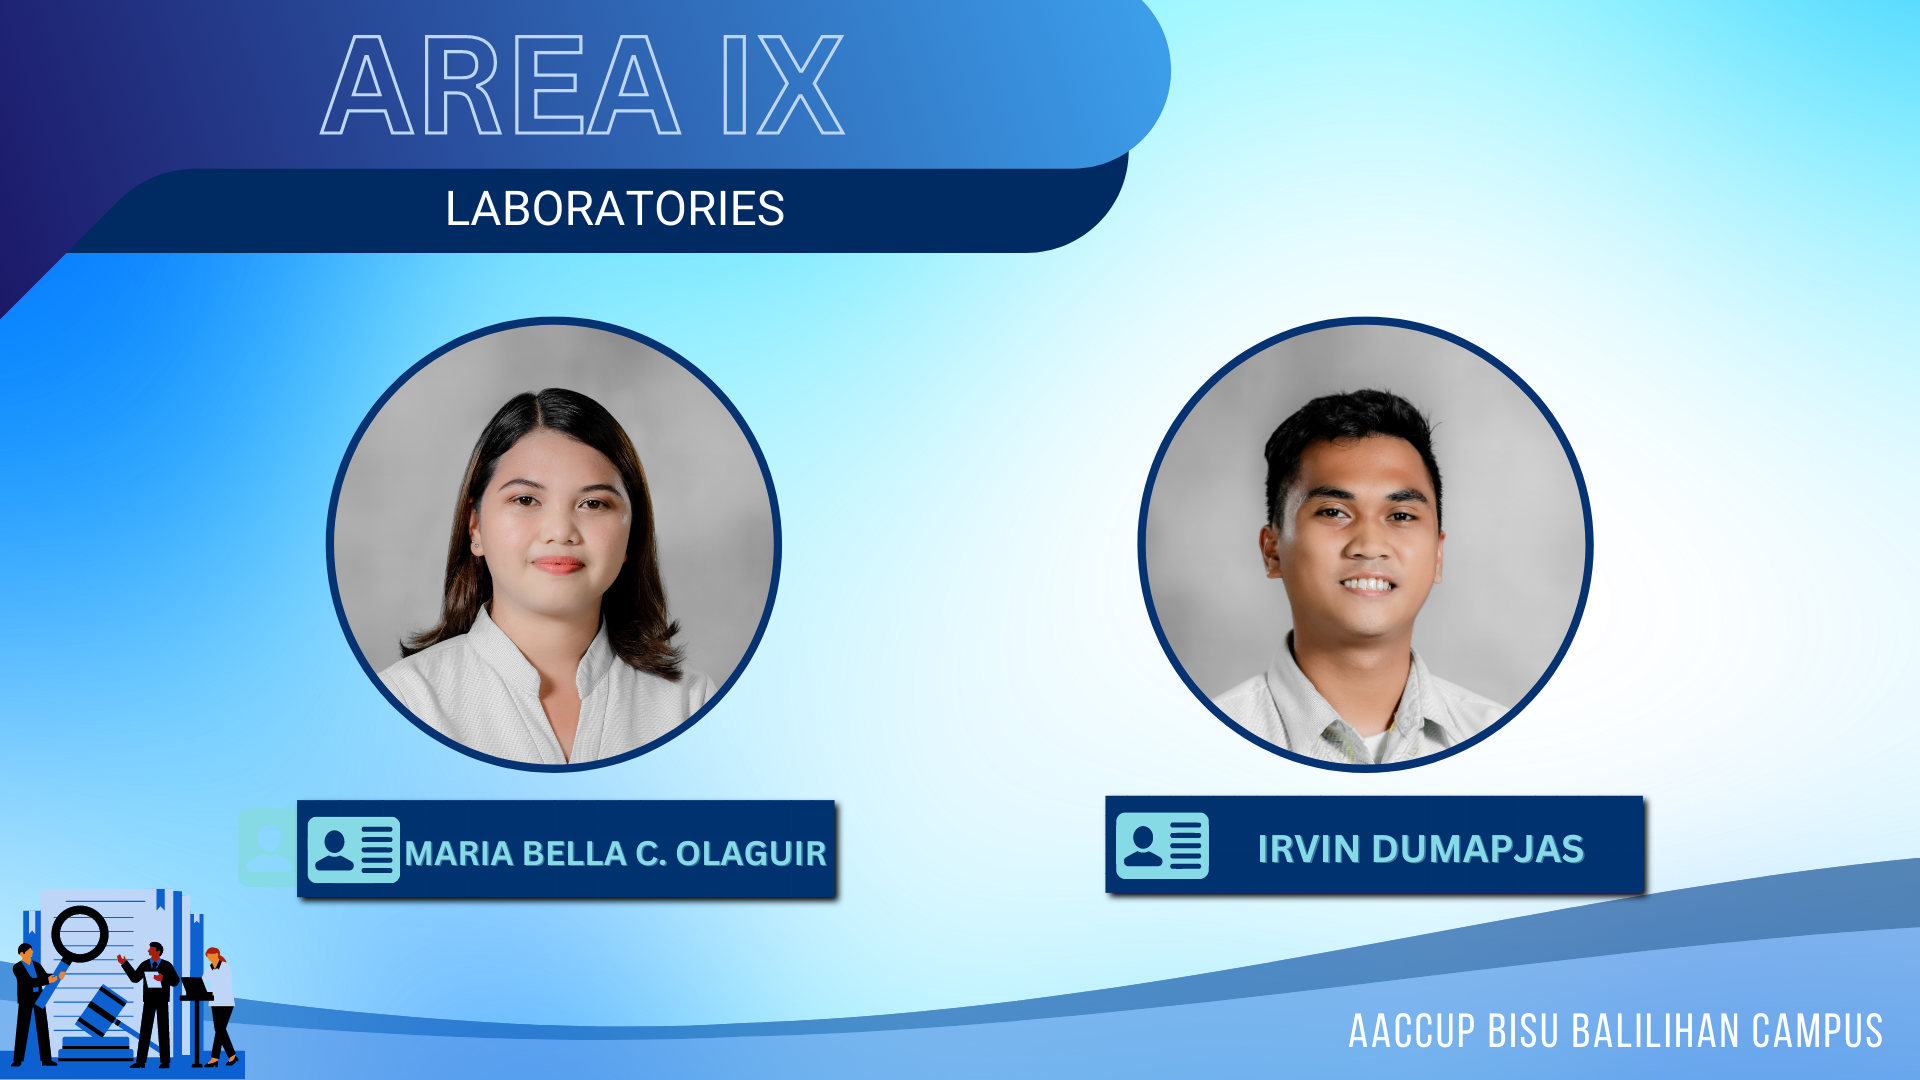 AREA IX
LABORATORIES
MARIA BELLA C. OLAGUIR
IRVIN DUMAPJAS
AACCUP BISU BALILIHAN CAMPUS